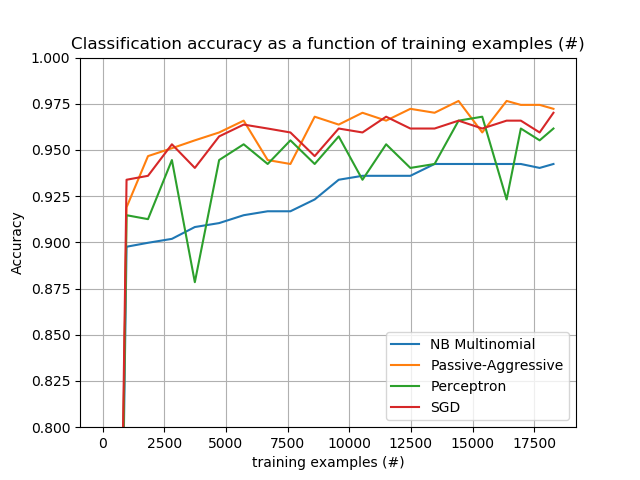 Classification accuracy as a function of training examples (#)
1.000
0.975
0.950
0.925
0.900
0.875
0.850
0.825
0.800
Accuracy
NB Multinomial
Passive-Aggressive
Perceptron
SGD
0 2500 5000 7500 10000 12500 15000 17500
training examples (#)